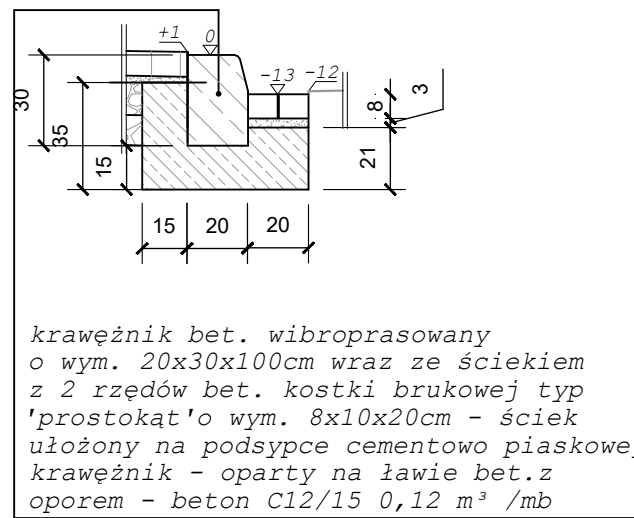 +1 0
-13 -12
30
35
15
8
3
21
15 20 20
krawężnik bet. wibroprasowany
o wym. 20x30x100cm wraz ze ściekiem
z 2 rzędów bet. kostki brukowej typ
'prostokąt'o wym. 8x10x20cm - ściek
ułożony na podsypce cementowo piaskowe,
krawężnik - oparty na ławie bet.z
oporem - beton C12/15 0,12 m³ /mb